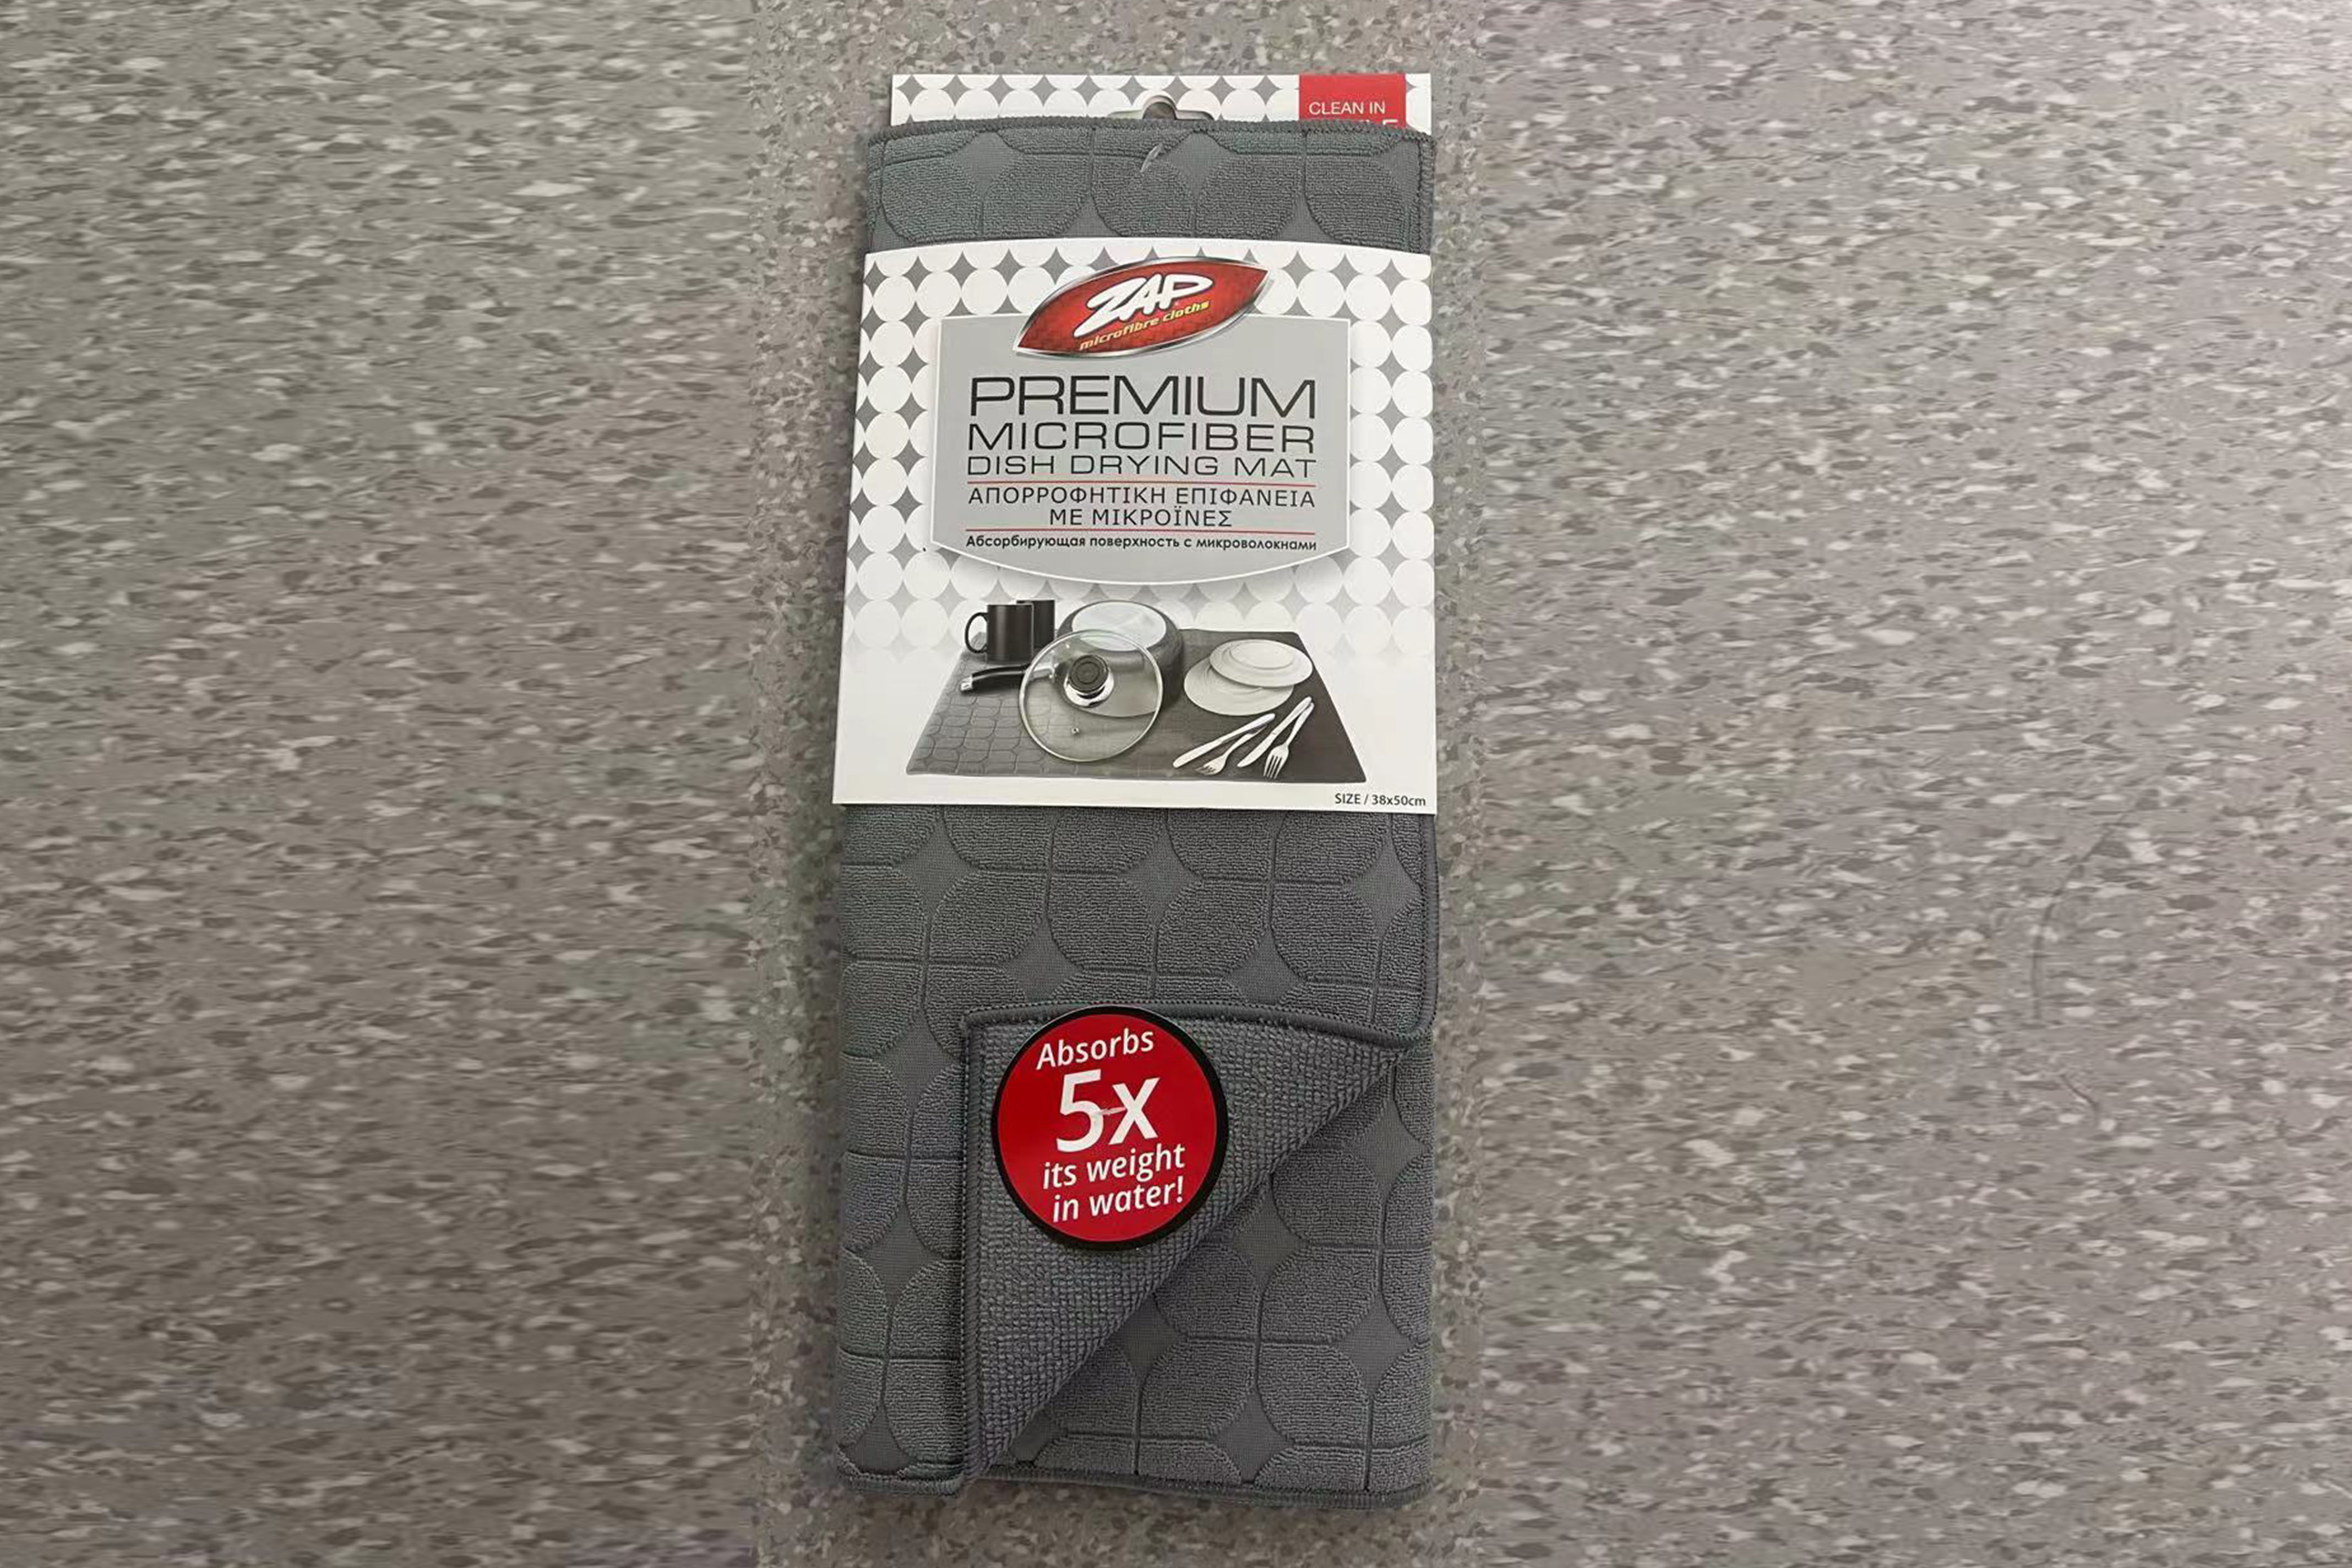 CLEAN IN
ZAP
microfibre cloths
PREMIUM
MICROFIBER
DISH DRYING MAT
ΑΠΟΡΡΟΦΗΤΙΚΗ ΕΠΙΦΑΝΕΙΑ
ΜΕ ΜΙΚΡΟΪΝΕΣ
Абсорбирующая поверхность с микроволокнами
SIZE / 38x50cm
Absorbs
5x
its weight
in water!